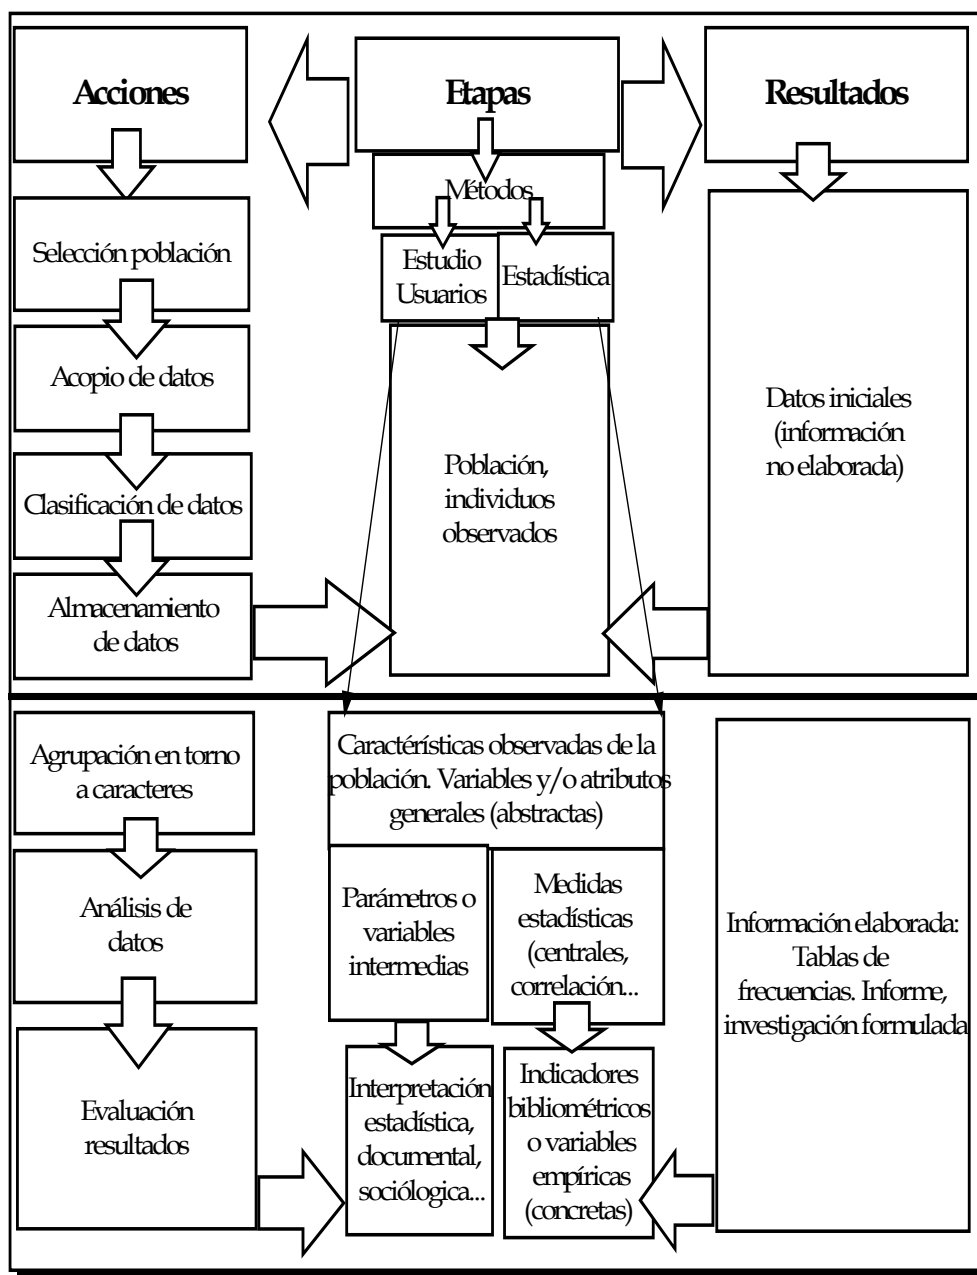 Acciones
Etapas
Resultados
Métodos
Selección población
Estudio
Usuarios
Estadística
Acopio de datos
Clasificación de datos
Almacenamiento
de datos
Población,
individuos
observados
Datos iniciales
(información
no elaborada)
Agrupación en torno
a caracteres
Análisis de
datos
Evaluación
resultados
Caractérísticas observadas de la
población. Variables y/o atributos
generales (abstractas)
Parámetros o
variables
intermedias
Medidas
estadísticas
(centrales,
correlación...
Interpretación
estadística,
documental,
sociólogica...
Indicadores
bibliométricos
o variables
empíricas
(concretas)
Información elaborada:
Tablas de
frecuencias. Informe,
investigación formulada